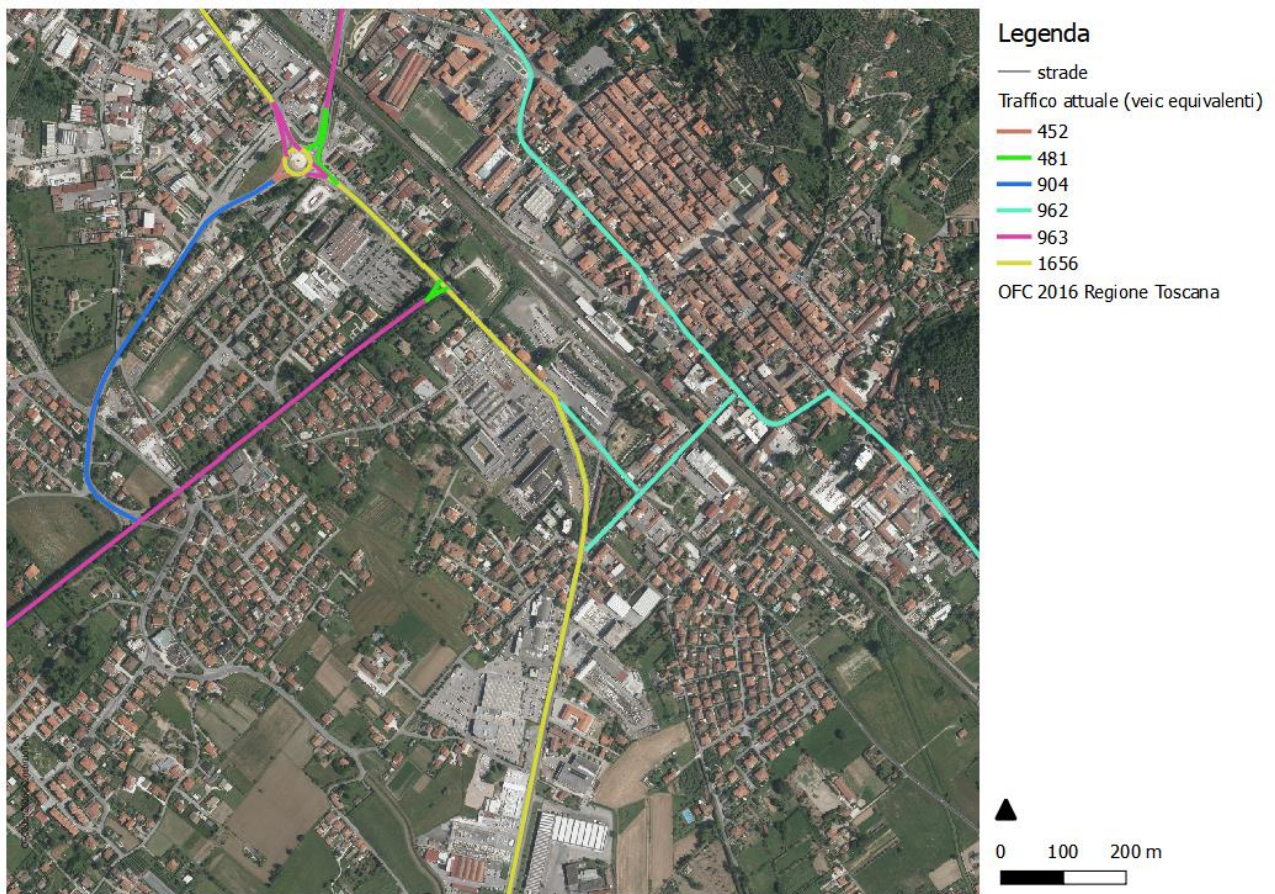 Legenda
strade
Traffico attuale (veic equivalenti)
452
481
904
962
963
1656
OFC 2016 Regione Toscana
0 100 200 m